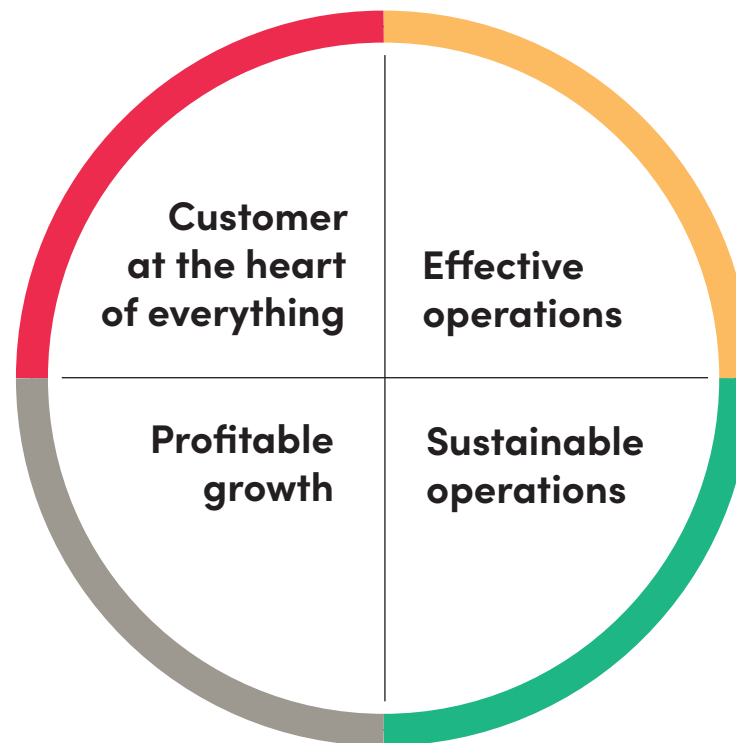 Customer
at the heart
of everything
Effective
operations
Profitable
growth
Sustainable
operations